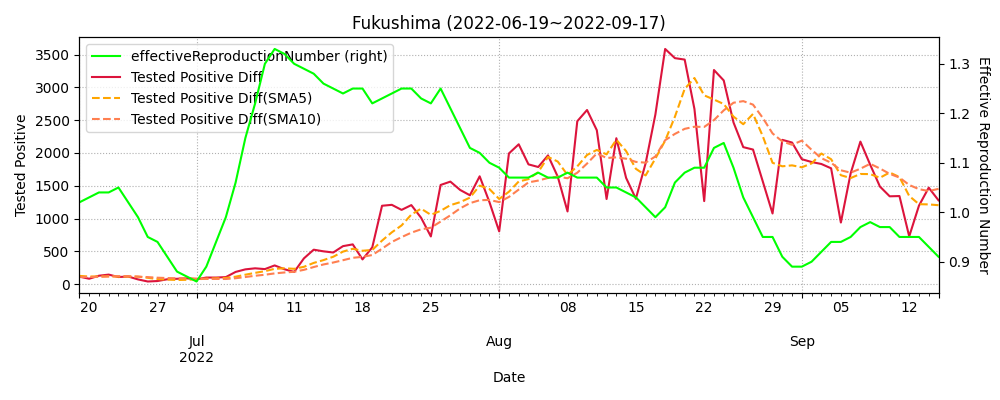 Fukushima (2022-06-19~2022-09-17)
effectiveReproductionNumber (right)
Tested Positive Diff
Tested Positive Diff(SMA5)
Tested Positive Diff(SMA10)
Tested Positive
3500
3000
2500
2000
1500
1000
500
0
Effective Reproduction Number
1.3
1.2
1.1
1.0
0.9
20 27 04 11 18 25 08 15 22 29 05 12
Jul Aug Sep
2022
Date